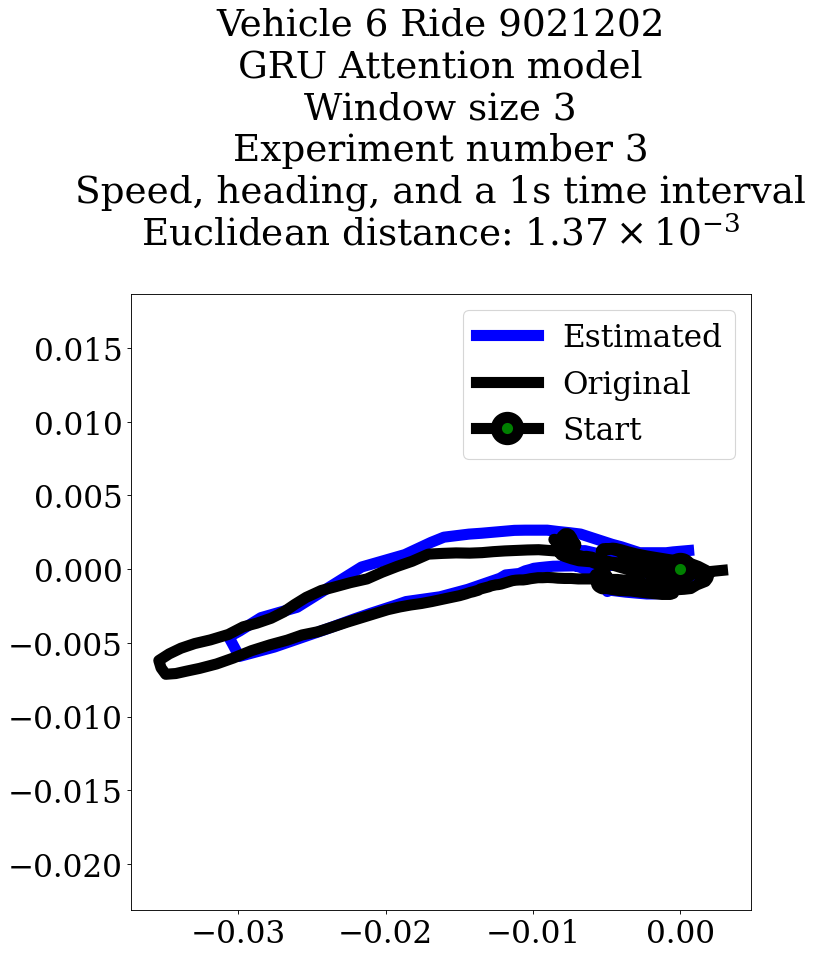 Vehicle 6 Ride 9021202
GRU Attention model
Window size 3
Experiment number 3
Speed, heading, and a 1s time interval
Euclidean distance: 1.37 × 10⁻³
Estimated
Original
Start
0.015
0.010
0.005
0.000
−0.005
−0.010
−0.015
−0.020
−0.03 −0.02 −0.01 0.00